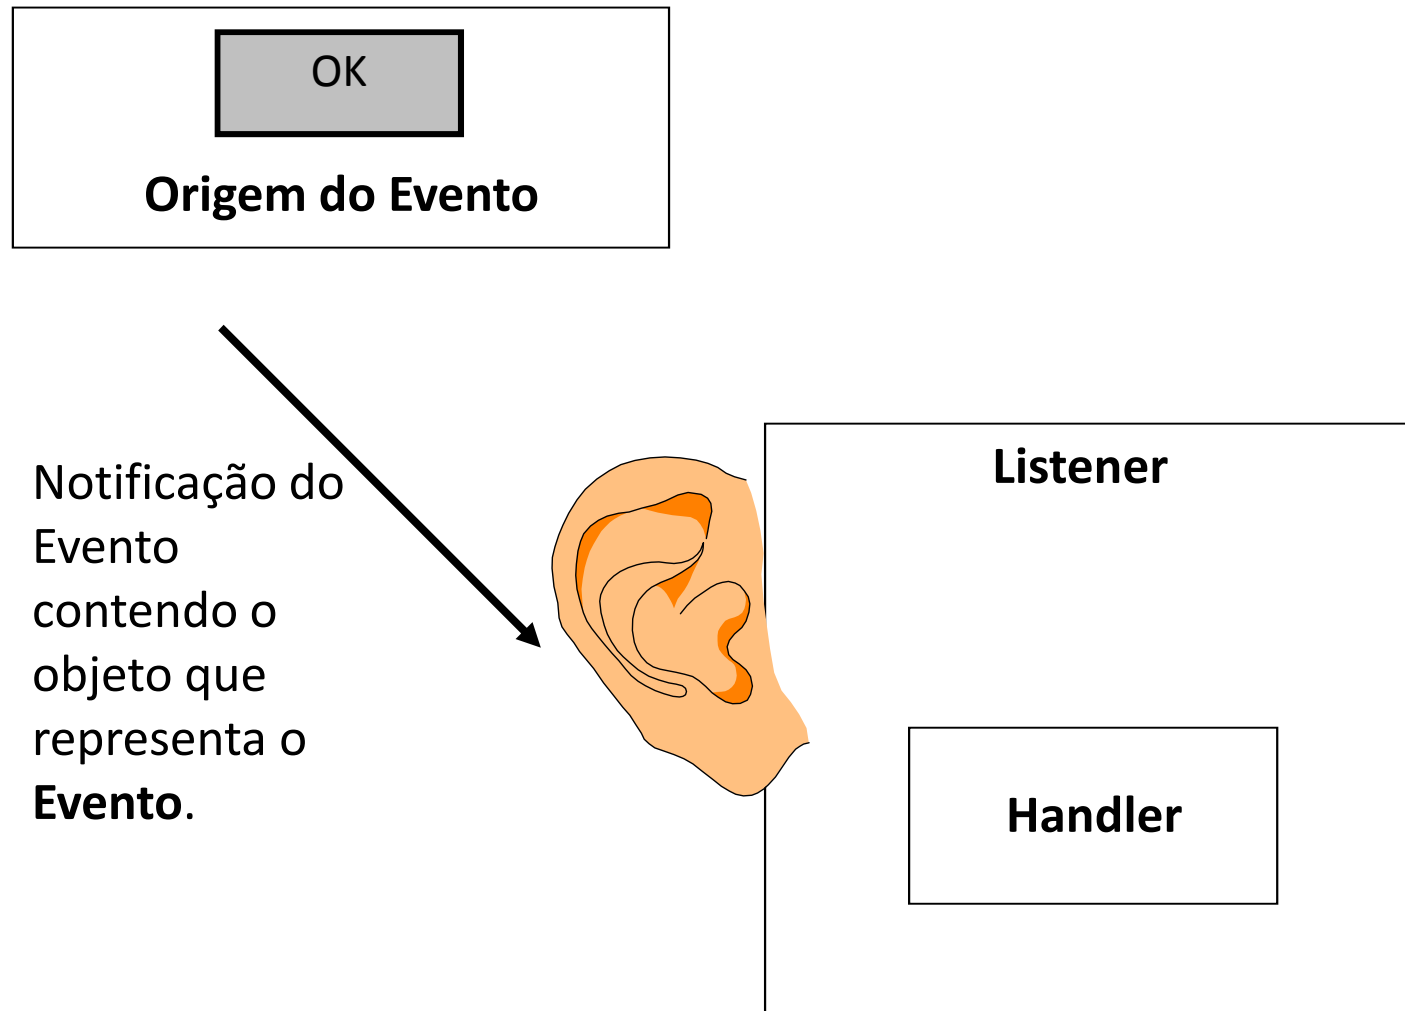 OK
Origem do Evento
Notificação do
Evento
contendo o
objeto que
representa o
Evento.
Listener
Handler